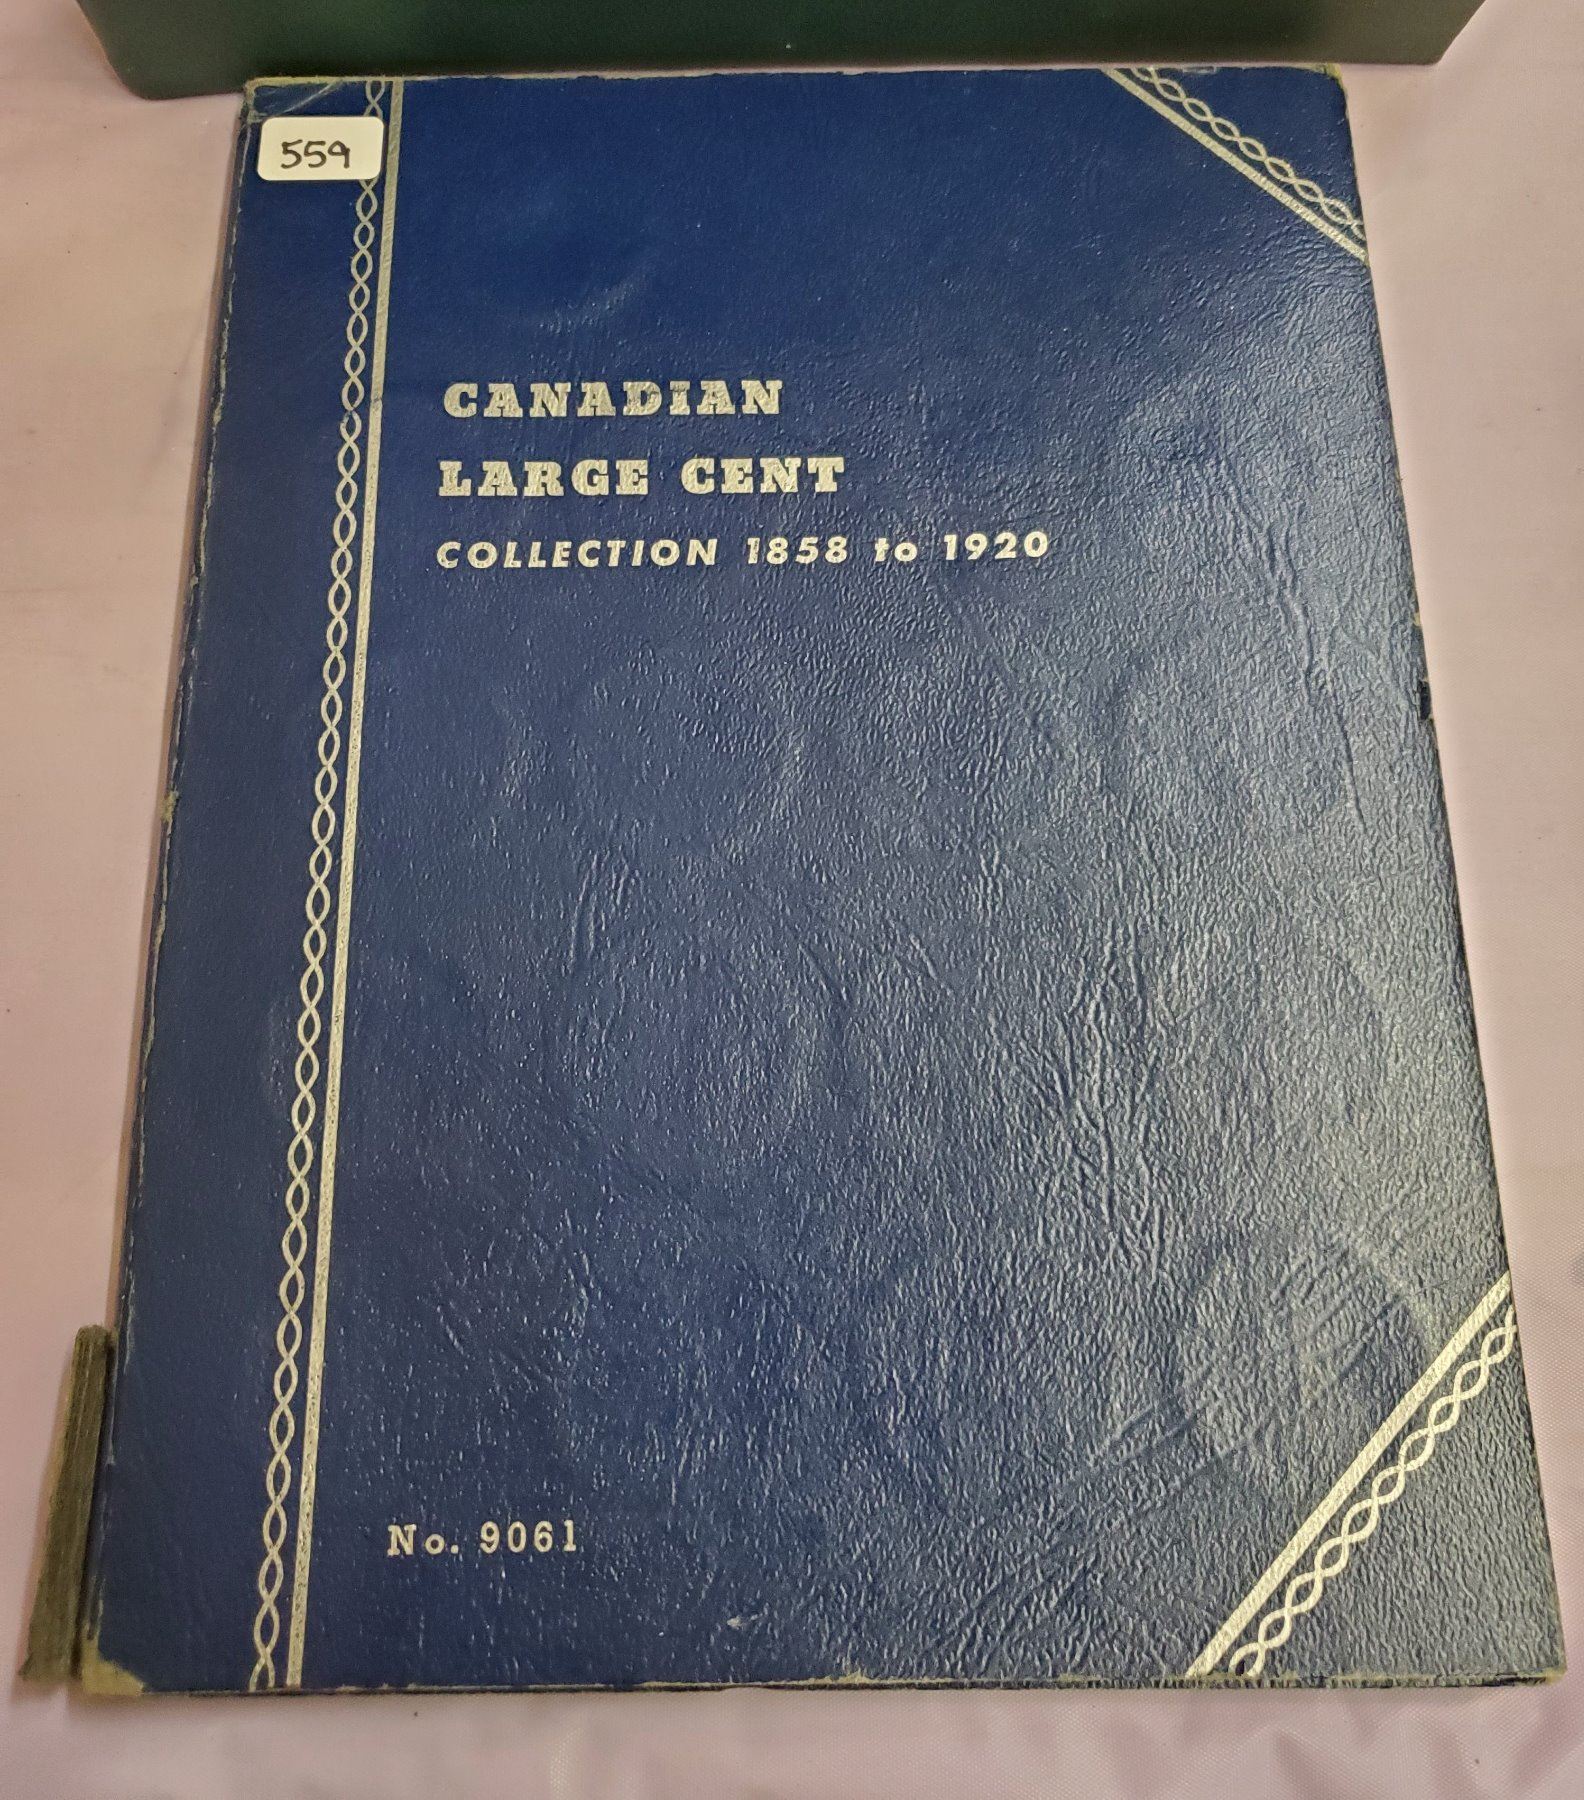 559
CANADIAN
LARGE CENT
COLLECTION 1858 to 1920
No. 9061